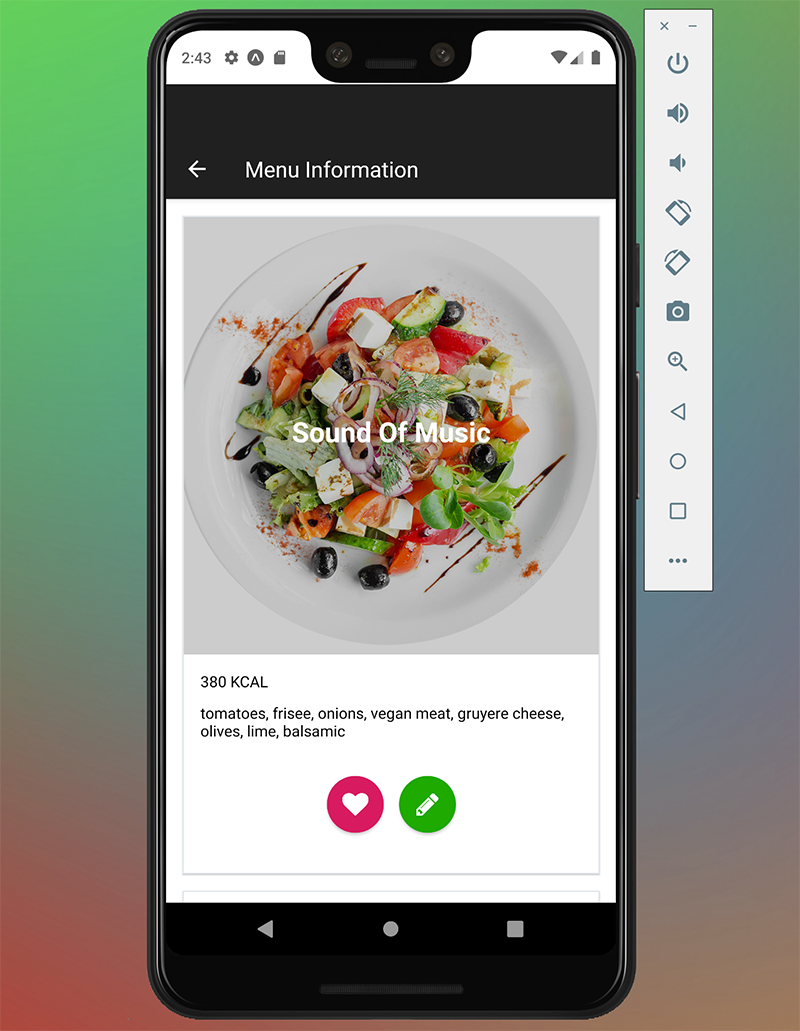 2:43
Menu Information
Sound Of Music
380 KCAL
tomatoes, frisee, onions, vegan meat, gruyere cheese,
olives, lime, balsamic